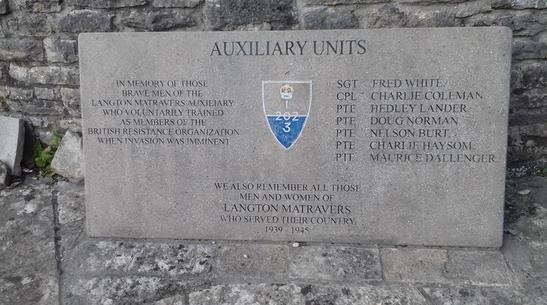 AUXILIARY UNITS
IN MEMORY OF THOSE
BRAVE MEN OF THE
LANGTON MATRAVERS AUXILIARY
WHO VOLUNTARILY TRAINED
AS MEMBERS OF THE
BRITISH RESISTANCE ORGANIZATION
WHEN INVASION WAS IMMINENT
202
3
SGT FRED WHITE
CPL CHARLIE COLEMAN
PTE HEDLEY LANDER
PTE DOUG NORMAN
PTE NELSON BURT
PTE CHARLIE HAYSOM
PTE MAURICE DALLENGER
WE ALSO REMEMBER ALL THOSE
MEN AND WOMEN OF
LANGTON MATRAVERS
WHO SERVED THEIR COUNTRY
1939 - 1945